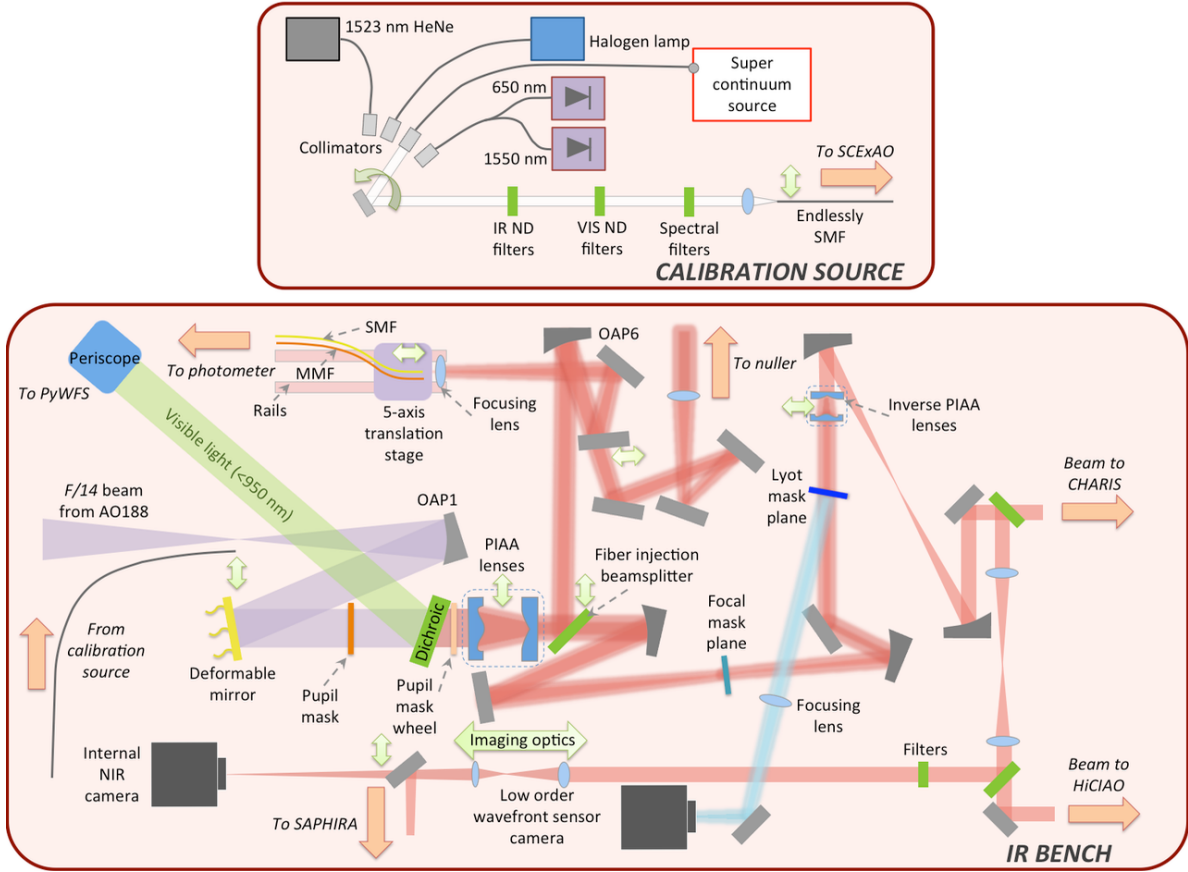 1523 nm HeNe
Halogen lamp
Super
continuum
source
650 nm
1550 nm
Collimators
To SCExAO
IR ND
filters
VIS ND
filters
Spectral
filters
Endlessly
SMF
CALIBRATION SOURCE
Periscope
To PyWFS
To photometer
SMF
MMF
Rails
5-axis
translation
stage
Focusing
lens
OAP6
To nuller
Inverse PIAA
lenses
Visible light (<950 nm)
F/14 beam
from AO188
OAP1
Lyot
mask
plane
Beam to
CHARIS
PIAA
lenses
Fiber injection
beamsplitter
Focal
mask
plane
Dichroic
From
calibration
source
Deformable
mirror
Pupil
mask
Pupil
mask
wheel
Focusing
lens
Imaging optics
Internal
NIR
camera
Filters
Beam to
HiCIAO
To SAPHIRA
Low order
wavefront sensor
camera
IR BENCH